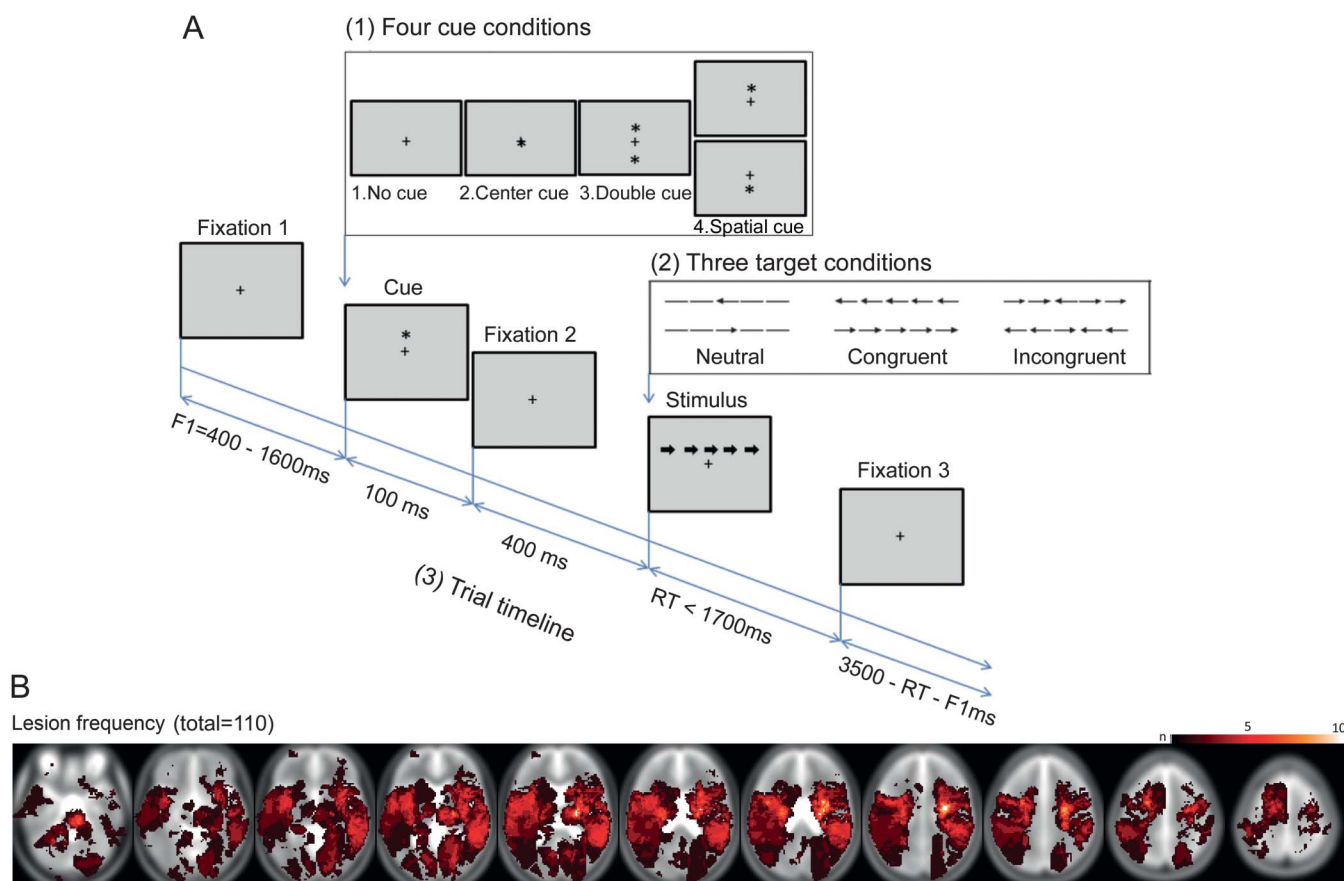 A
(1) Four cue conditions
1.No cue
2.Center cue
3.Double cue
4.Spatial cue
Fixation 1
Cue
Fixation 2
(2) Three target conditions
Neutral
Congruent
Incongruent
Stimulus
Fixation 3
F1=400 - 1600ms
100 ms
400 ms
RT < 1700ms
3500 - RT - F1ms
(3) Trial timeline
B
Lesion frequency (total=110)
n
5
10